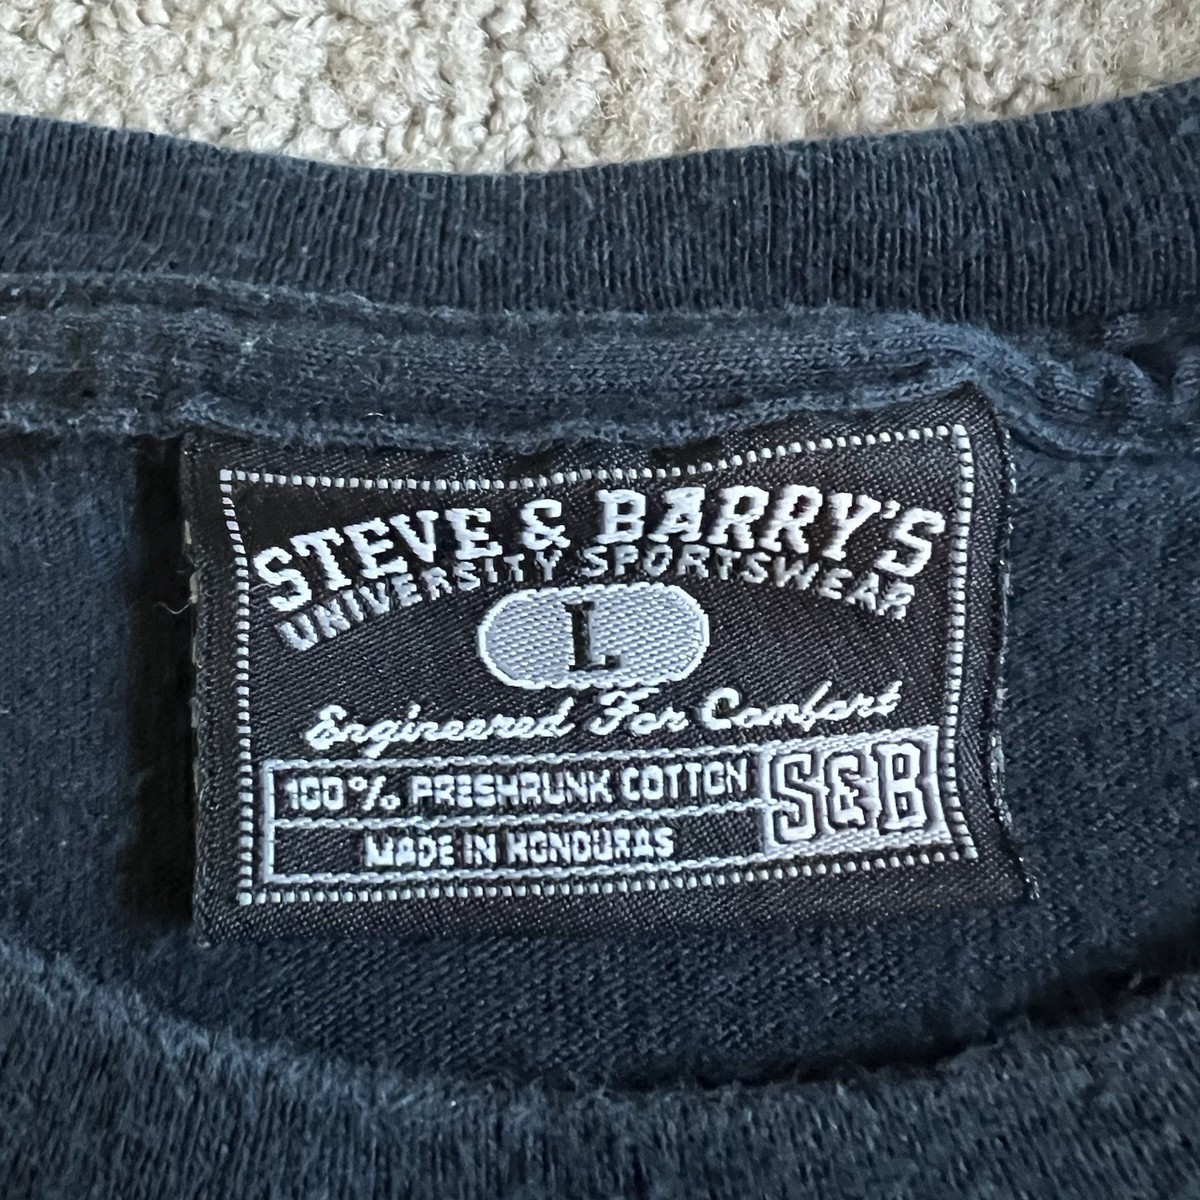 STEVE & BARRY'S
UNIVERSITY SPORTSWEAR
L
Engineered For Comfort
100% PRESHRUNK COTTON
S&B
MADE IN HONDURAS